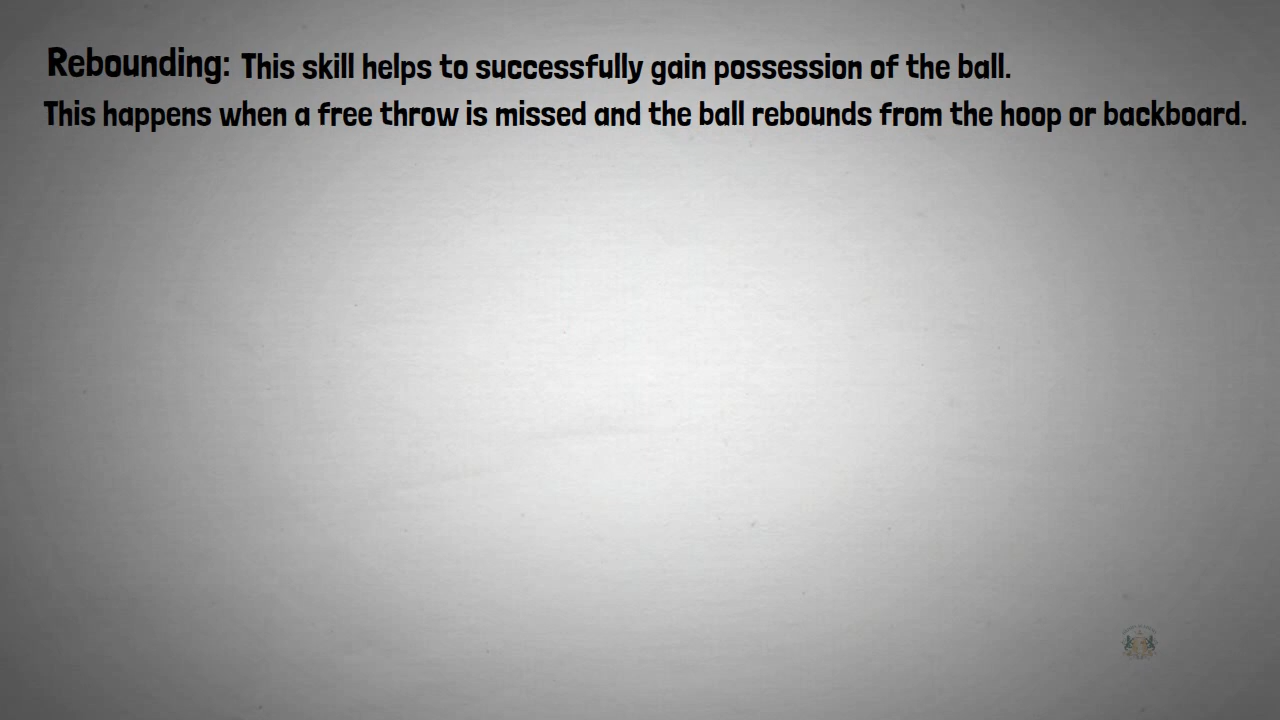 Rebounding: This skill helps to successfully gain possession of the ball.
This happens when a free throw is missed and the ball rebounds from the hoop or backboard.